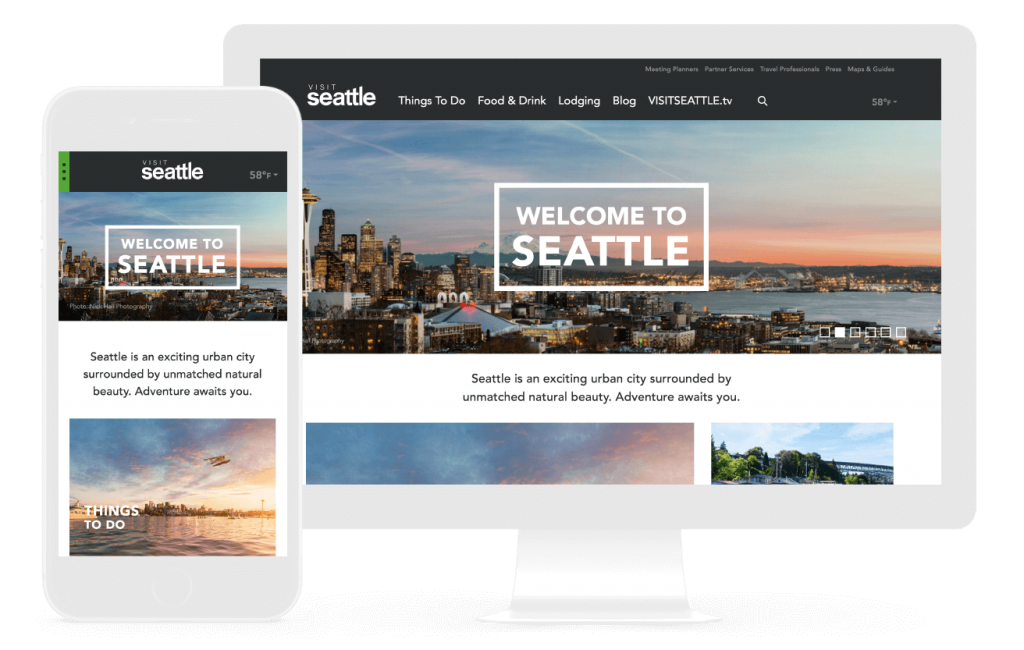 Meeting Planners Partner Services Travel Professionals Press Maps & Guides
VISIT
seattle
Things To Do Food & Drink Lodging Blog VISITSEATTLE.tv
58°F
WELCOME TO
SEATTLE
Photography
Seattle is an exciting urban city surrounded by
unmatched natural beauty. Adventure awaits you.
VISIT
seattle
58°F
WELCOME TO
SEATTLE
Photo: Nick Hall Photography
Seattle is an exciting urban city
surrounded by unmatched natural
beauty. Adventure awaits you.
THINGS
TO DO